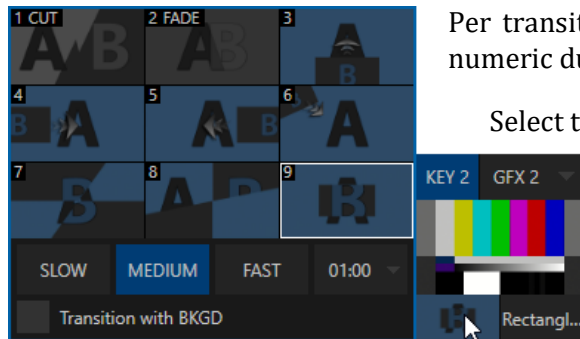 1 CUT
2 FADE
3
4
5
6
7
8
9
SLOW MEDIUM FAST 01:00
Transition with BKGD
Per transit
numeric du
Select t
KEY 2 GFX 2
Rectangl...